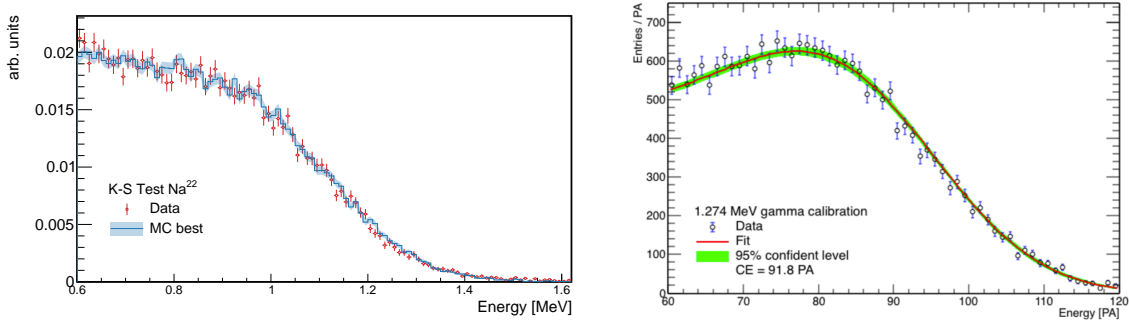 arb. units
0.02
0.015
0.01
0.005
0
K-S Test Na²²
Data
MC best
0.6
0.8
1
1.2
1.4
1.6
Energy [MeV]
Entries / PA
700
600
500
400
300
200
100
0
1.274 MeV gamma calibration
Data
Fit
95% confident level
CE = 91.8 PA
60
70
80
90
100
110
120
Energy [PA]